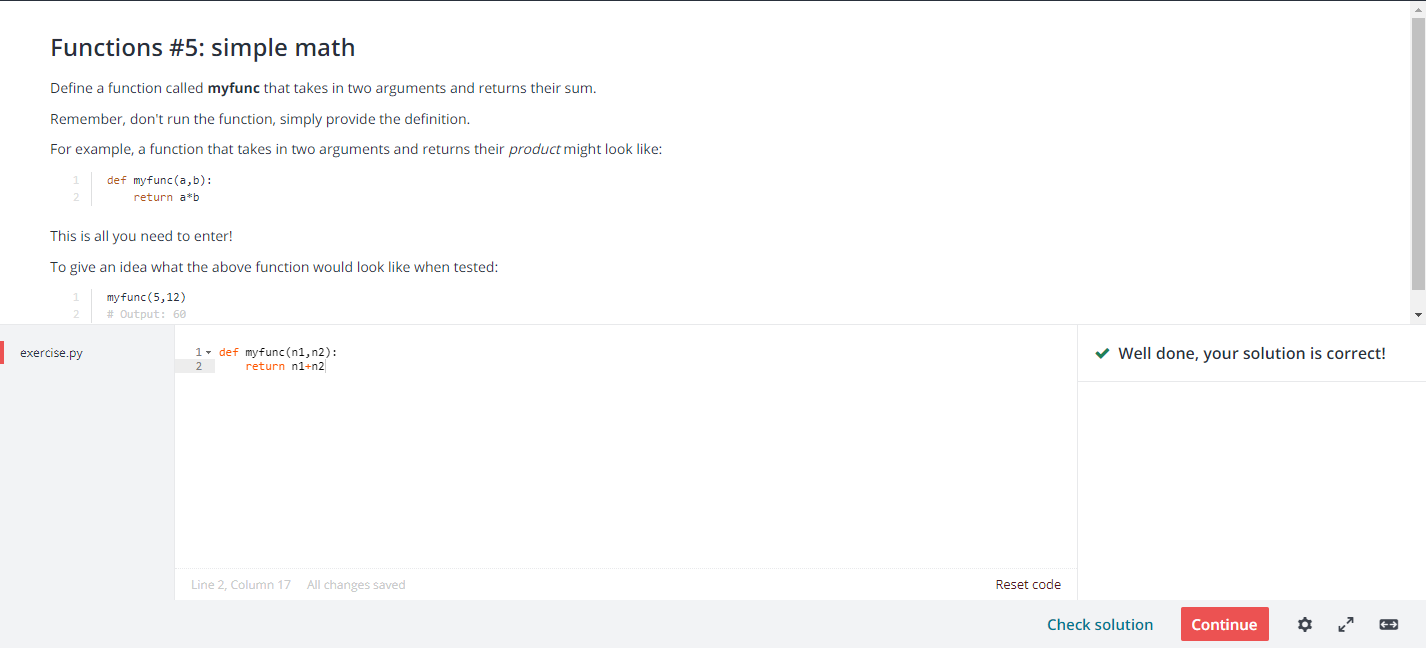 Functions #5: simple math
Define a function called myfunc that takes in two arguments and returns their sum.
Remember, don't run the function, simply provide the definition.
For example, a function that takes in two arguments and returns their product might look like:
1 def myfunc(a,b):
2     return a*b
This is all you need to enter!
To give an idea what the above function would look like when tested:
1 myfunc(5,12)
2 # Output: 60
exercise.py
1 def myfunc(n1,n2):
2     return n1+n2
Well done, your solution is correct!
Line 2, Column 17 All changes saved
Reset code
Check solution
Continue